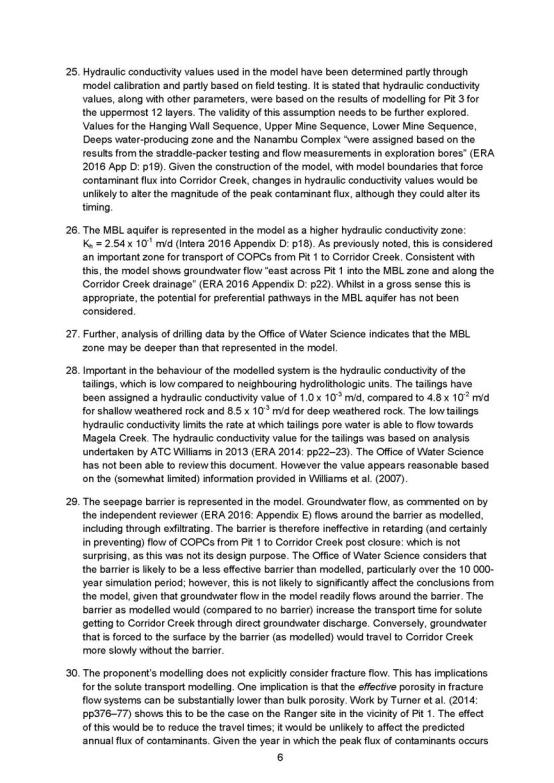 25. Hydraulic conductivity values used in the model have been determined partly through
model calibration and partly based on field testing. It is stated that hydraulic conductivity
values, along with other parameters, were based on the results of modelling for Pit 3 for
the uppermost 12 layers. The validity of this assumption needs to be further explored.
Values for the Hanging Wall Sequence, Upper Mine Sequence, Lower Mine Sequence,
Deeps water-producing zone and the Nanambu Complex “were assigned based on the
results from the straddle-packer testing and flow measurements in exploration bores” (ERA
2016 App D: p19). Given the construction of the model, with model boundaries that force
contaminant flux into Corridor Creek, changes in hydraulic conductivity values would be
unlikely to alter the magnitude of the peak contaminant flux, although they could alter its
timing.
26. The MBL aquifer is represented in the model as a higher hydraulic conductivity zone:
Kₕ = 2.54 x 10⁻¹ m/d (Intera 2016 Appendix D: p18). As previously noted, this is considered
an important zone for transport of COPCs from Pit 1 to Corridor Creek. Consistent with
this, the model shows groundwater flow “east across Pit 1 into the MBL zone and along the
Corridor Creek drainage” (ERA 2016 Appendix D: p22). Whilst in a gross sense this is
appropriate, the potential for preferential pathways in the MBL aquifer has not been
considered.
27. Further, analysis of drilling data by the Office of Water Science indicates that the MBL
zone may be deeper than that represented in the model.
28. Important in the behaviour of the modelled system is the hydraulic conductivity of the
tailings, which is low compared to neighbouring hydrolithologic units. The tailings have
been assigned a hydraulic conductivity value of 1.0 x 10⁻³ m/d, compared to 4.8 x 10⁻² m/d
for shallow weathered rock and 8.5 x 10⁻³ m/d for deep weathered rock. The low tailings
hydraulic conductivity limits the rate at which tailings pore water is able to flow towards
Magela Creek. The hydraulic conductivity value for the tailings was based on analysis
undertaken by ATC Williams in 2013 (ERA 2014: pp22–23). The Office of Water Science
has not been able to review this document. However the value appears reasonable based
on the (somewhat limited) information provided in Williams et al. (2007).
29. The seepage barrier is represented in the model. Groundwater flow, as commented on by
the independent reviewer (ERA 2016: Appendix E) flows around the barrier as modelled,
including through exfiltrating. The barrier is therefore ineffective in retarding (and certainly
in preventing) flow of COPCs from Pit 1 to Corridor Creek post closure: which is not
surprising, as this was not its design purpose. The Office of Water Science considers that
the barrier is likely to be a less effective barrier than modelled, particularly over the 10 000-
year simulation period; however, this is not likely to significantly affect the conclusions from
the model, given that groundwater flow in the model readily flows around the barrier. The
barrier as modelled would (compared to no barrier) increase the transport time for solute
getting to Corridor Creek through direct groundwater discharge. Conversely, groundwater
that is forced to the surface by the barrier (as modelled) would travel to Corridor Creek
more slowly without the barrier.
30. The proponent’s modelling does not explicitly consider fracture flow. This has implications
for the solute transport modelling. One implication is that the effective porosity in fracture
flow systems can be substantially lower than bulk porosity. Work by Turner et al. (2014:
pp376–77) shows this to be the case on the Ranger site in the vicinity of Pit 1. The effect
of this would be to reduce the travel times; it would be unlikely to affect the predicted
annual flux of contaminants. Given the year in which the peak flux of contaminants occurs
6